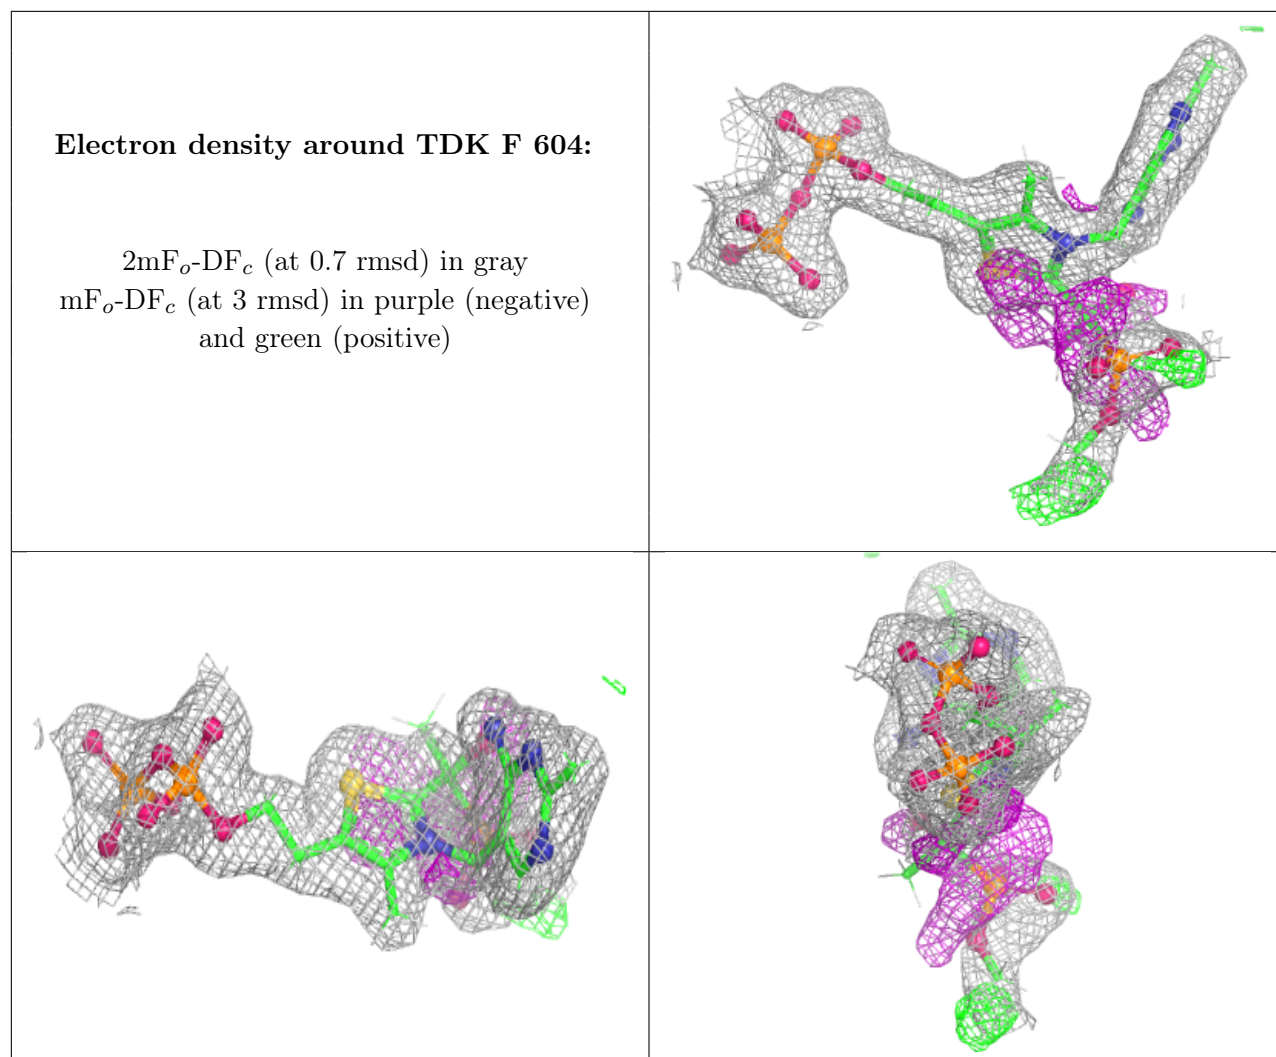 Electron density around TDK F 604:
2mFo-DFc (at 0.7 rmsd) in gray
mFo-DFc (at 3 rmsd) in purple (negative)
and green (positive)